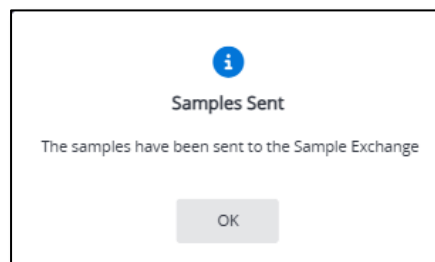 Samples Sent
The samples have been sent to the Sample Exchange
OK